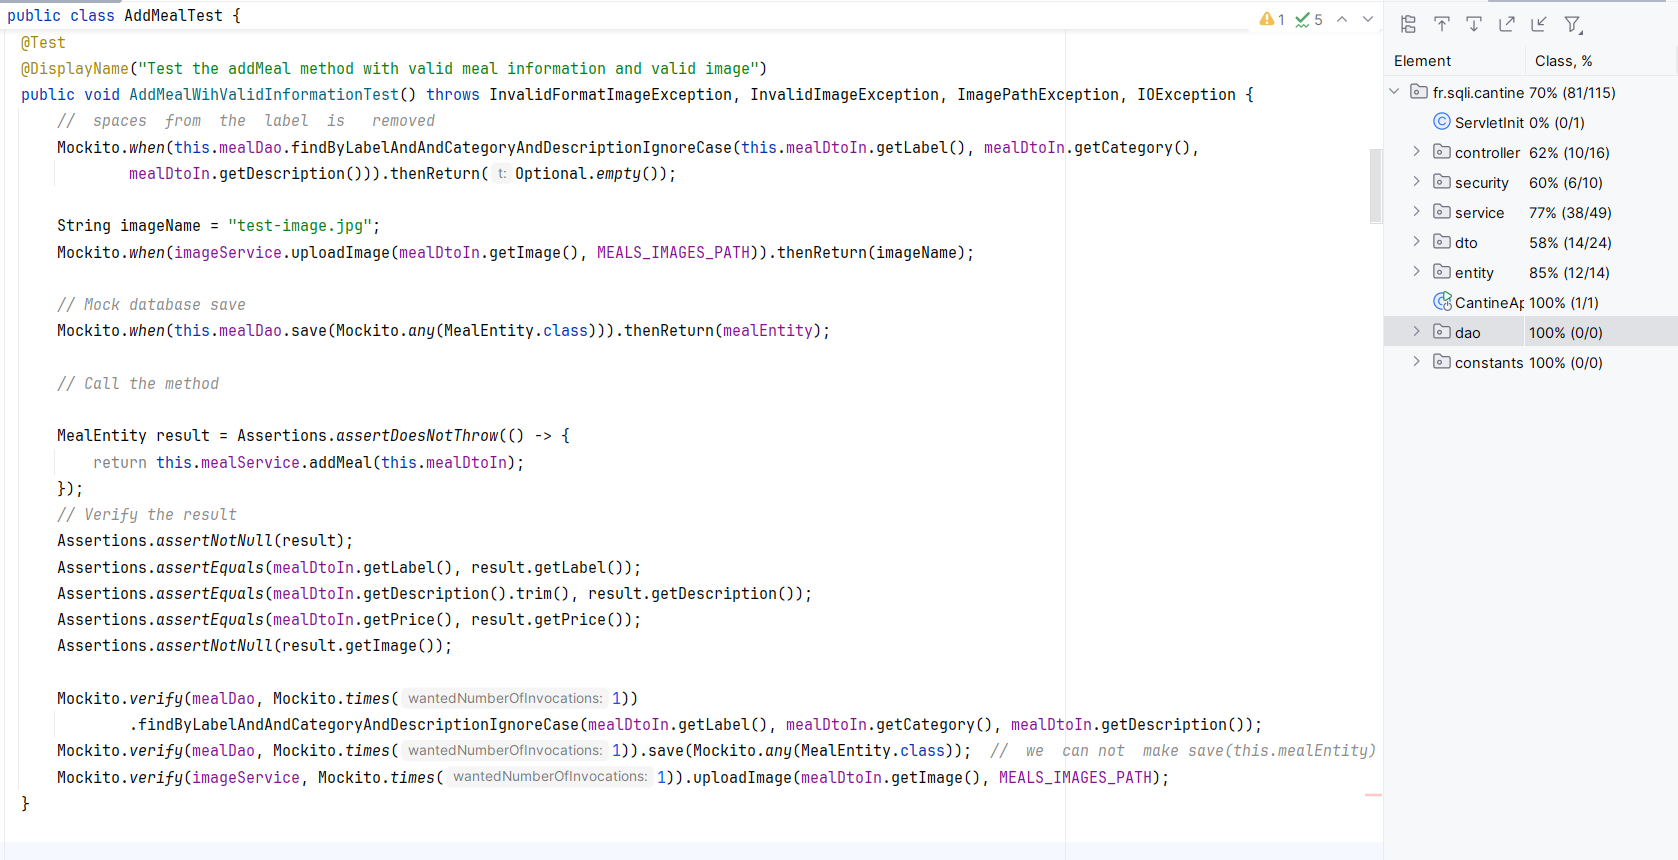 public class AddMealTest {
1 5
@Test
@DisplayName("Test the addMeal method with valid meal information and valid image")
public void AddMealWihValidInformationTest() throws InvalidFormatImageException, InvalidImageException, ImagePathException, IOException {
// spaces from the label is removed
Mockito.when(this.mealDao.findByLabelAndAndCategoryAndDescriptionIgnoreCase(this.mealDtoIn.getLabel(), mealDtoIn.getCategory(),
mealDtoIn.getDescription())).thenReturn( t: Optional.empty());
String imageName = "test-image.jpg";
Mockito.when(imageService.uploadImage(mealDtoIn.getImage(), MEALS_IMAGES_PATH)).thenReturn(imageName);
// Mock database save
Mockito.when(this.mealDao.save(Mockito.any(MealEntity.class))).thenReturn(mealEntity);
// Call the method
MealEntity result = Assertions.assertDoesNotThrow(() -> {
return this.mealService.addMeal(this.mealDtoIn);
});
// Verify the result
Assertions.assertNotNull(result);
Assertions.assertEquals(mealDtoIn.getLabel(), result.getLabel());
Assertions.assertEquals(mealDtoIn.getDescription().trim(), result.getDescription());
Assertions.assertEquals(mealDtoIn.getPrice(), result.getPrice());
Assertions.assertNotNull(result.getImage());
Mockito.verify(mealDao, Mockito.times( wantedNumberOfInvocations: 1))
.findByLabelAndAndCategoryAndDescriptionIgnoreCase(mealDtoIn.getLabel(), mealDtoIn.getCategory(), mealDtoIn.getDescription());
Mockito.verify(mealDao, Mockito.times( wantedNumberOfInvocations: 1)).save(Mockito.any(MealEntity.class)); // we can not make save(this.mealEntity)
Mockito.verify(imageService, Mockito.times( wantedNumberOfInvocations: 1)).uploadImage(mealDtoIn.getImage(), MEALS_IMAGES_PATH);
}
Element Class, %
fr.sqli.cantine 70% (81/115)
ServletInit 0% (0/1)
controller 62% (10/16)
security 60% (6/10)
service 77% (38/49)
dto 58% (14/24)
entity 85% (12/14)
CantineAp 100% (1/1)
dao 100% (0/0)
constants 100% (0/0)